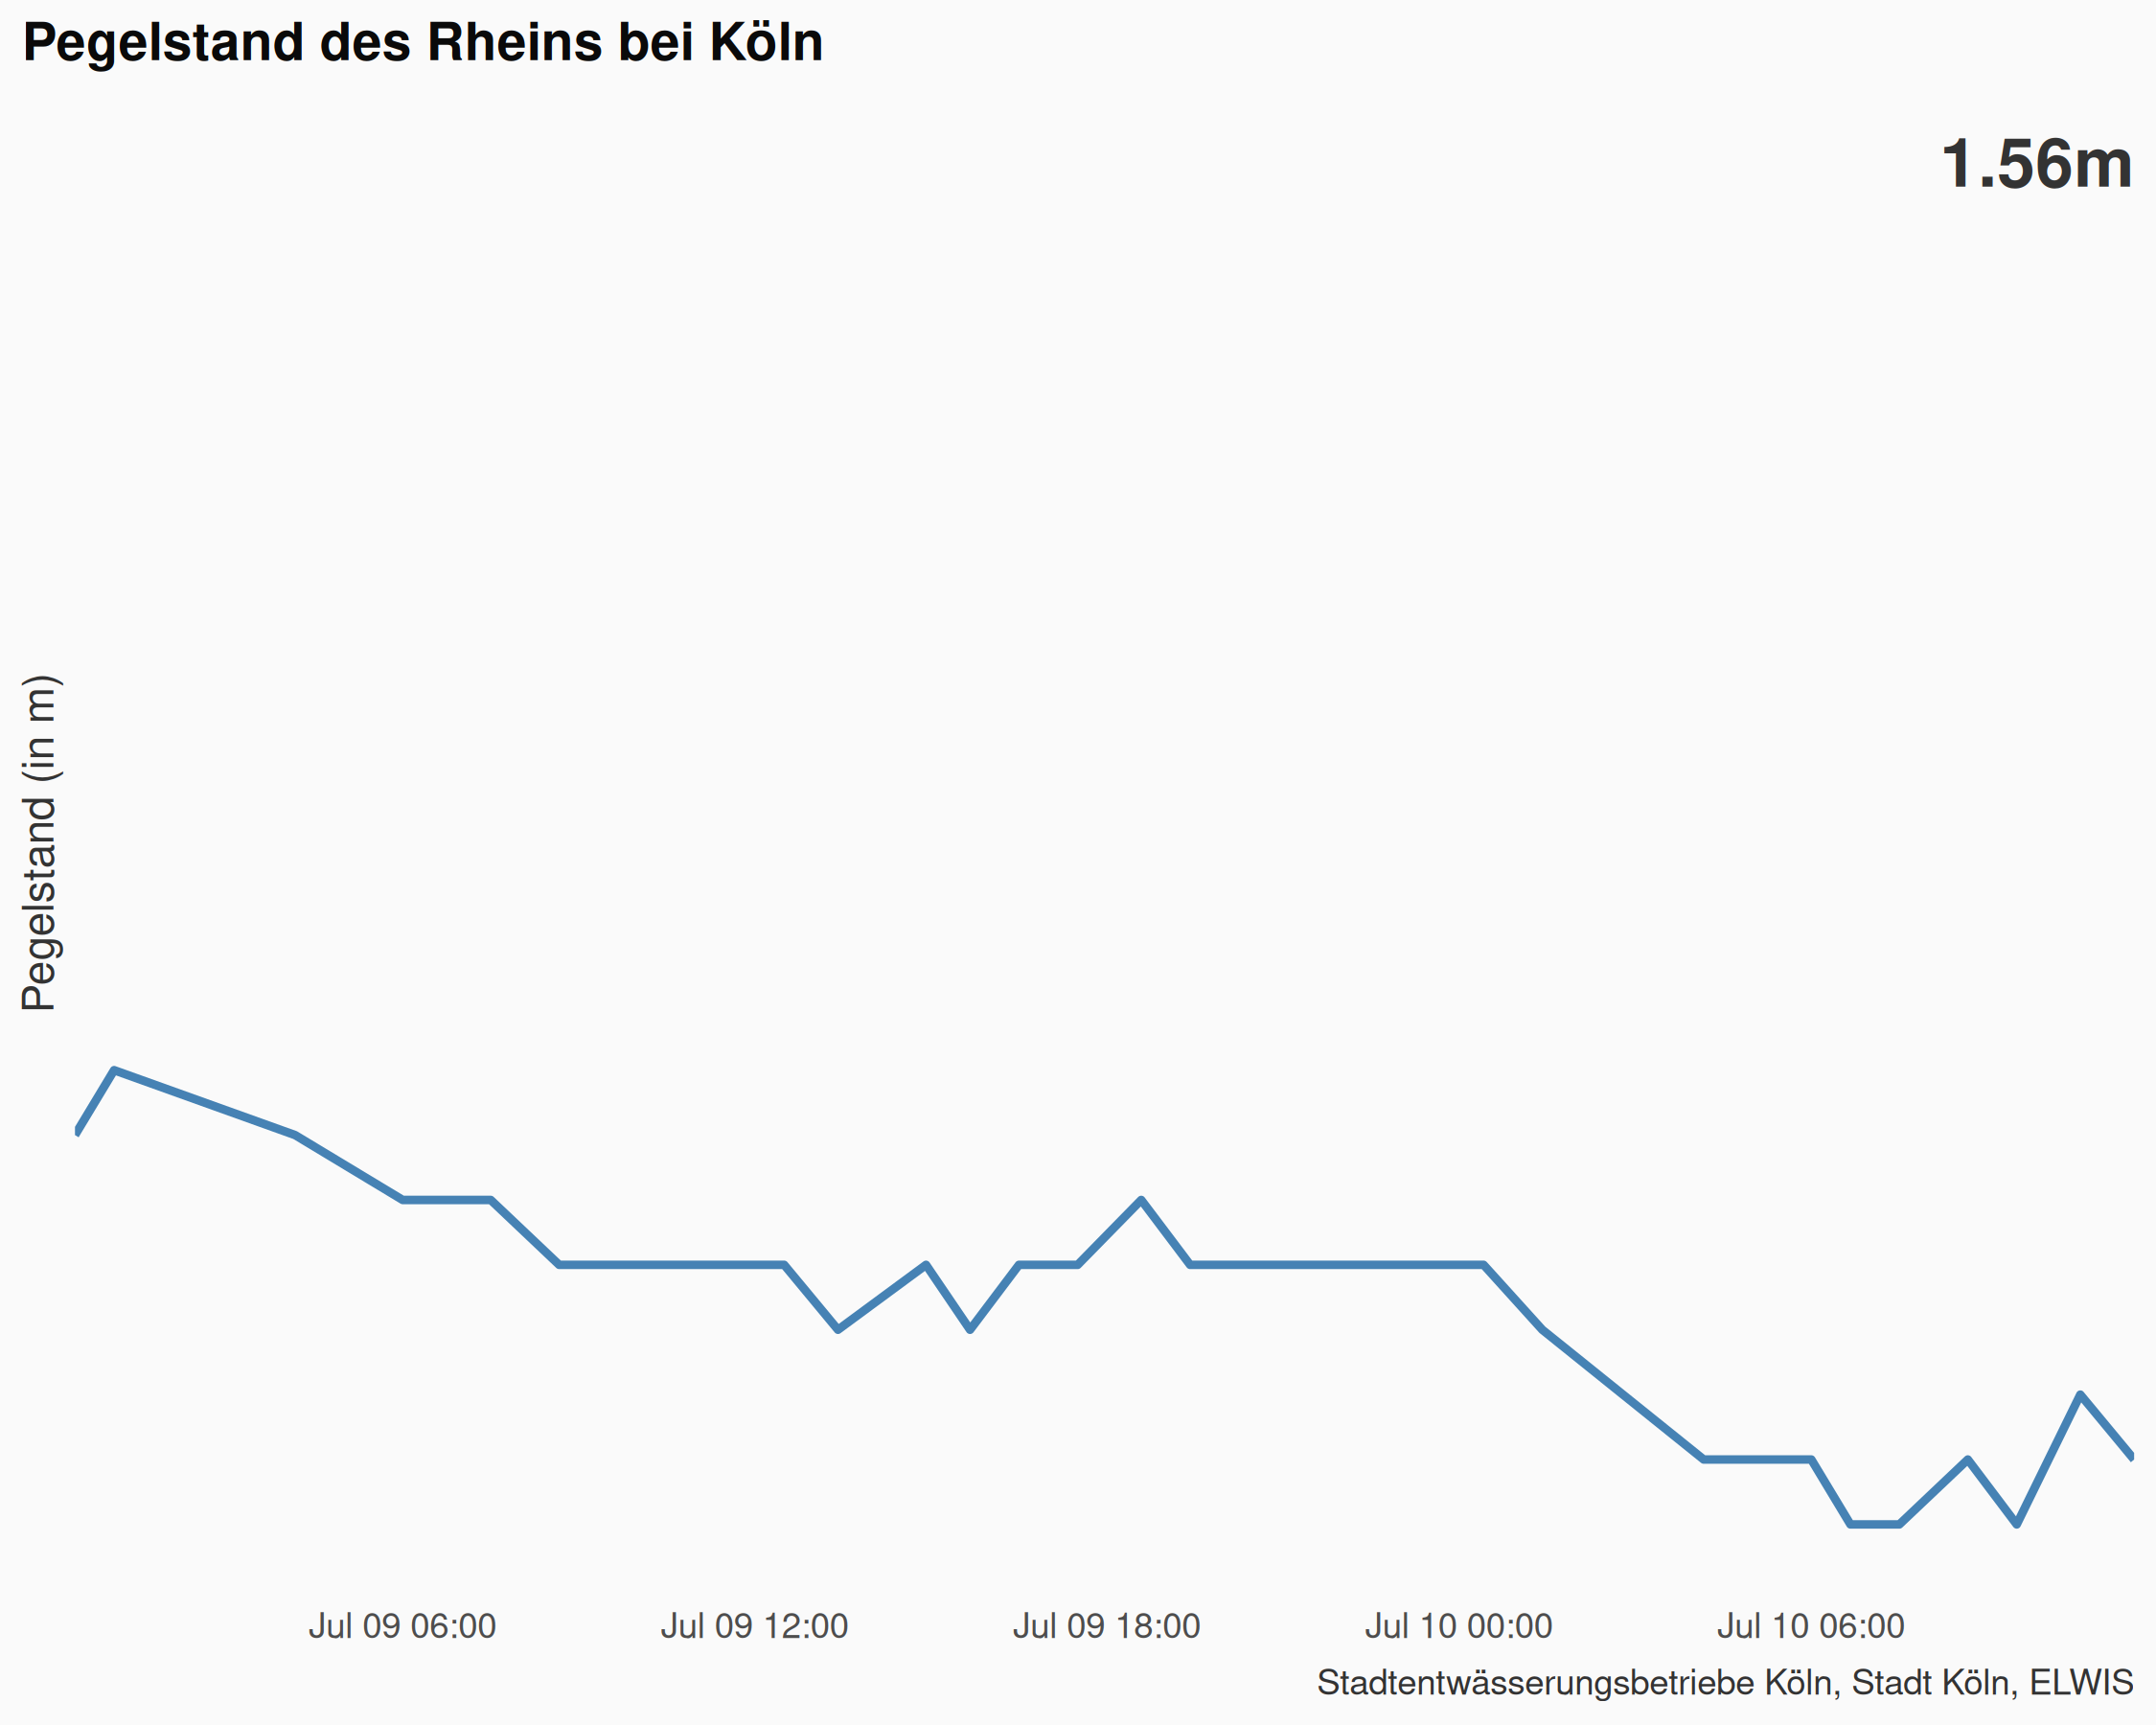 Pegelstand des Rheins bei Köln
1.56m
Pegelstand (in m)
Jul 09 06:00
Jul 09 12:00
Jul 09 18:00
Jul 10 00:00
Jul 10 06:00
Stadtentwässerungsbetriebe Köln, Stadt Köln, ELWIS